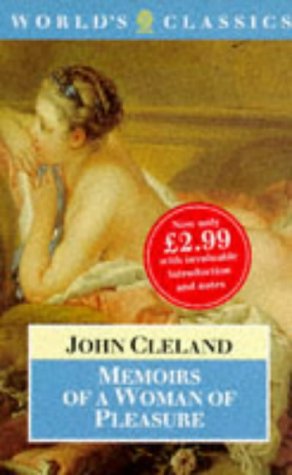 WORLD'S CLASSICS
Now only
£2.99
with invaluable
Introduction
and notes
JOHN CLELAND
MEMOIRS
OF A WOMAN OF
PLEASURE